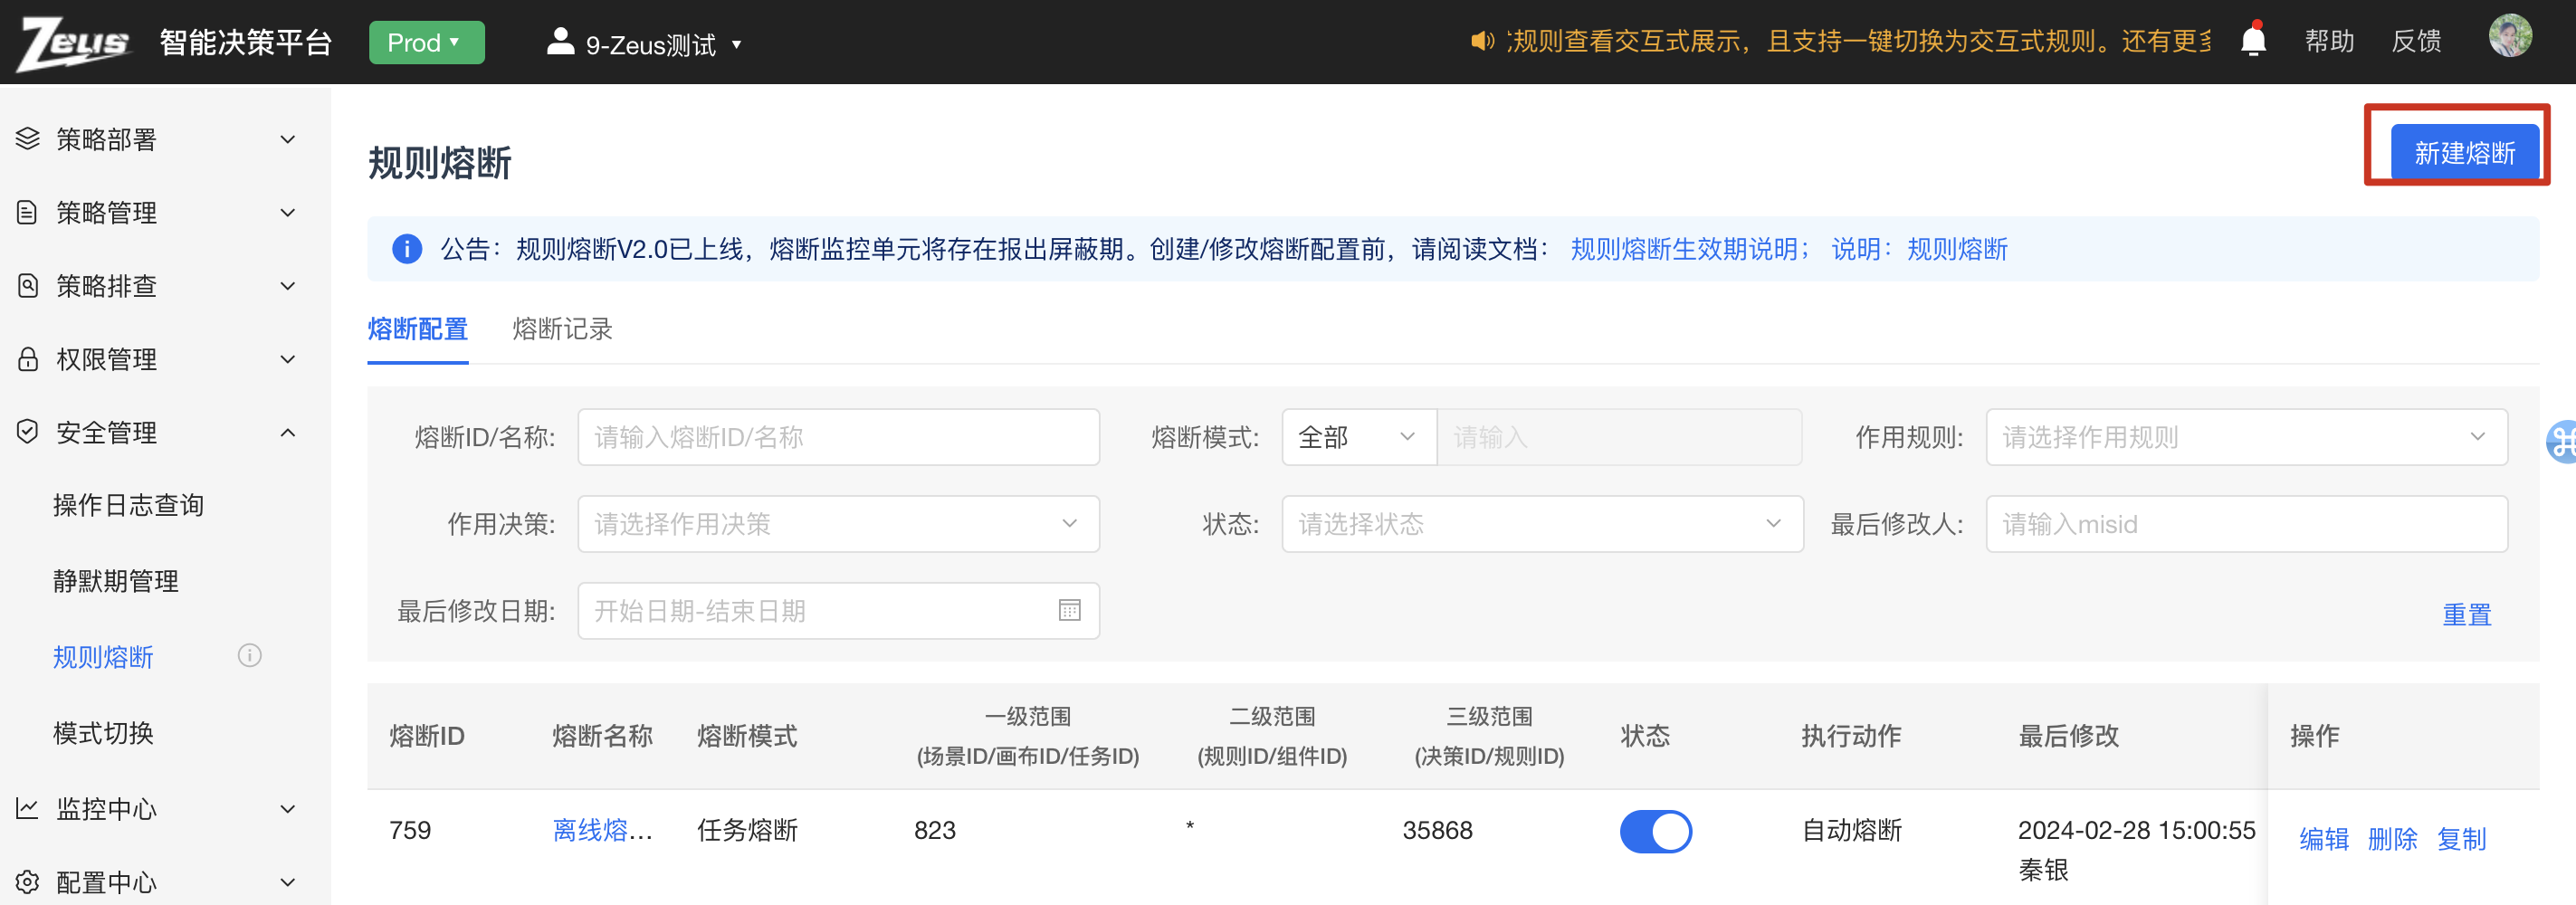 Zeus 智能决策平台 Prod 9-Zeus测试 规则查看交互式展示，且支持一键切换为交互式规则。还有更多 帮助 反馈
策略部署
策略管理
策略排查
权限管理
安全管理
操作日志查询
静默期管理
规则熔断
模式切换
监控中心
配置中心
规则熔断
新建熔断
公告：规则熔断V2.0已上线，熔断监控单元将存在报出屏蔽期。创建/修改熔断配置前，请阅读文档： 规则熔断生效期说明； 说明：规则熔断
熔断配置 熔断记录
熔断ID/名称: 请输入熔断ID/名称 熔断模式: 全部 请输入 作用规则: 请选择作用规则
作用决策: 请选择作用决策 状态: 请选择状态 最后修改人: 请输入misid
最后修改日期: 开始日期-结束日期 重置
熔断ID 熔断名称 熔断模式 一级范围 二级范围 三级范围 状态 执行动作 最后修改 操作
(场景ID/画布ID/任务ID) (规则ID/组件ID) (决策ID/规则ID)
759 离线熔... 任务熔断 823 * 35868 自动熔断 2024-02-28 15:00:55 编辑 删除 复制
秦银